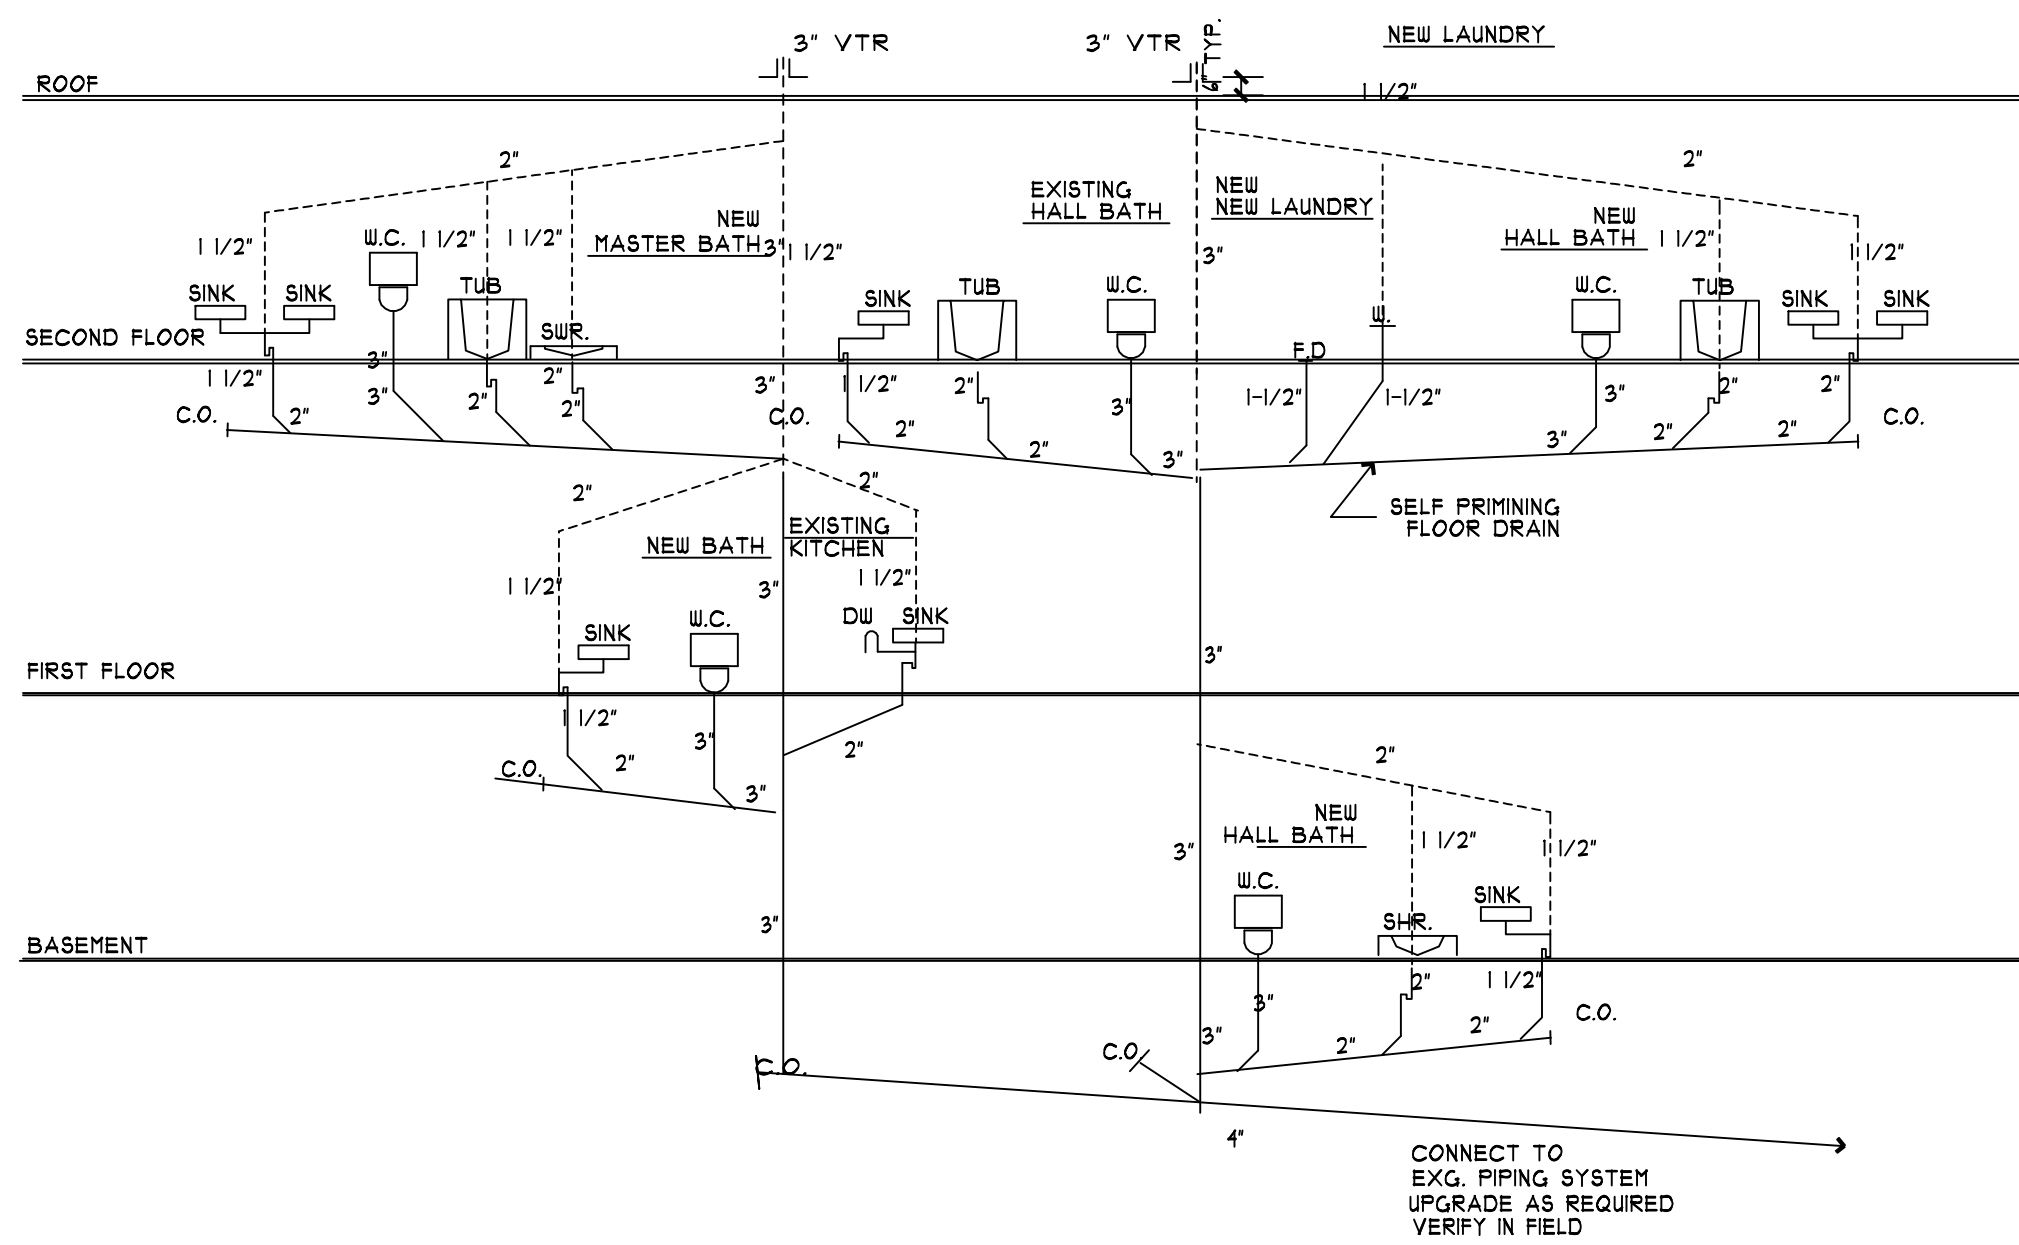 3" VTR
3" VTR
6" TYP.
NEW LAUNDRY
ROOF
1 1/2"
2"
2"
EXISTING
HALL BATH
NEW
NEW LAUNDRY
NEW
MASTER BATH
NEW
HALL BATH
1 1/2"
W.C.
1 1/2"
1 1/2"
3"
1 1/2"
3"
1 1/2"
1 1/2"
SINK
SINK
TUB
SWR.
SINK
TUB
W.C.
W.
W.C.
TUB
SINK
SINK
SECOND FLOOR
F.D
3"
1 1/2"
3"
2"
2"
2"
3"
1 1/2"
2"
3"
1-1/2"
1-1/2"
3"
2"
2"
C.O.
2"
2"
C.O.
2"
2"
3"
3"
2"
2"
C.O.
2"
2"
SELF PRIMINING
FLOOR DRAIN
EXISTING
KITCHEN
NEW BATH
1 1/2"
3"
1 1/2"
SINK
W.C.
DW
SINK
3"
FIRST FLOOR
1 1/2"
3"
2"
2"
C.O.
3"
2"
NEW
HALL BATH
1 1/2"
1 1/2"
3"
W.C.
SHR.
SINK
3"
BASEMENT
3"
2"
1 1/2"
C.O.
3"
2"
2"
C.O.
C.O.
4"
CONNECT TO
EXG. PIPING SYSTEM
UPGRADE AS REQUIRED
VERIFY IN FIELD